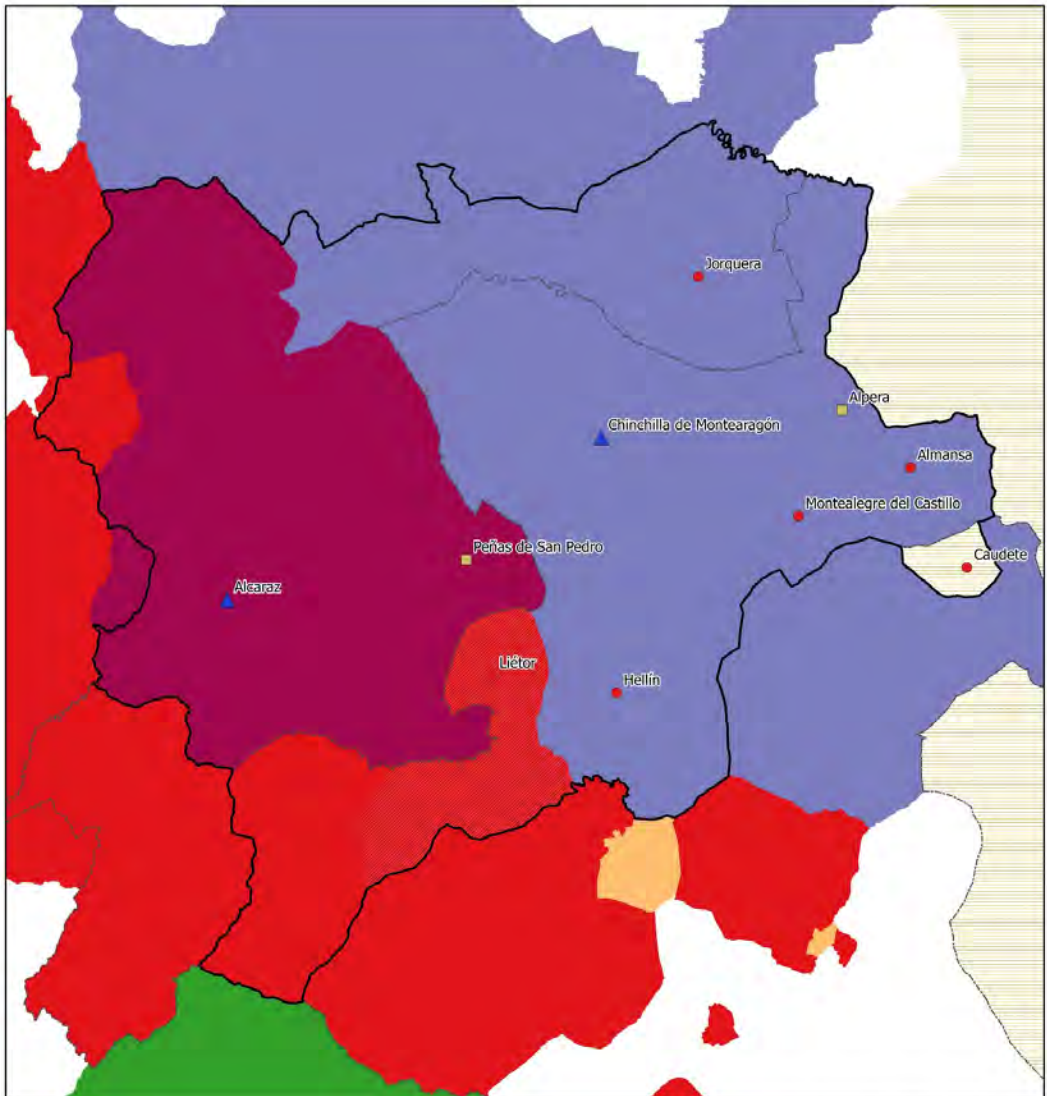 Jorquera
Alpera
Chinchilla de Montearagón
Almansa
Montealegre del Castillo
Peñas de San Pedro
Caudete
Alcaraz
Liétor
Hellín